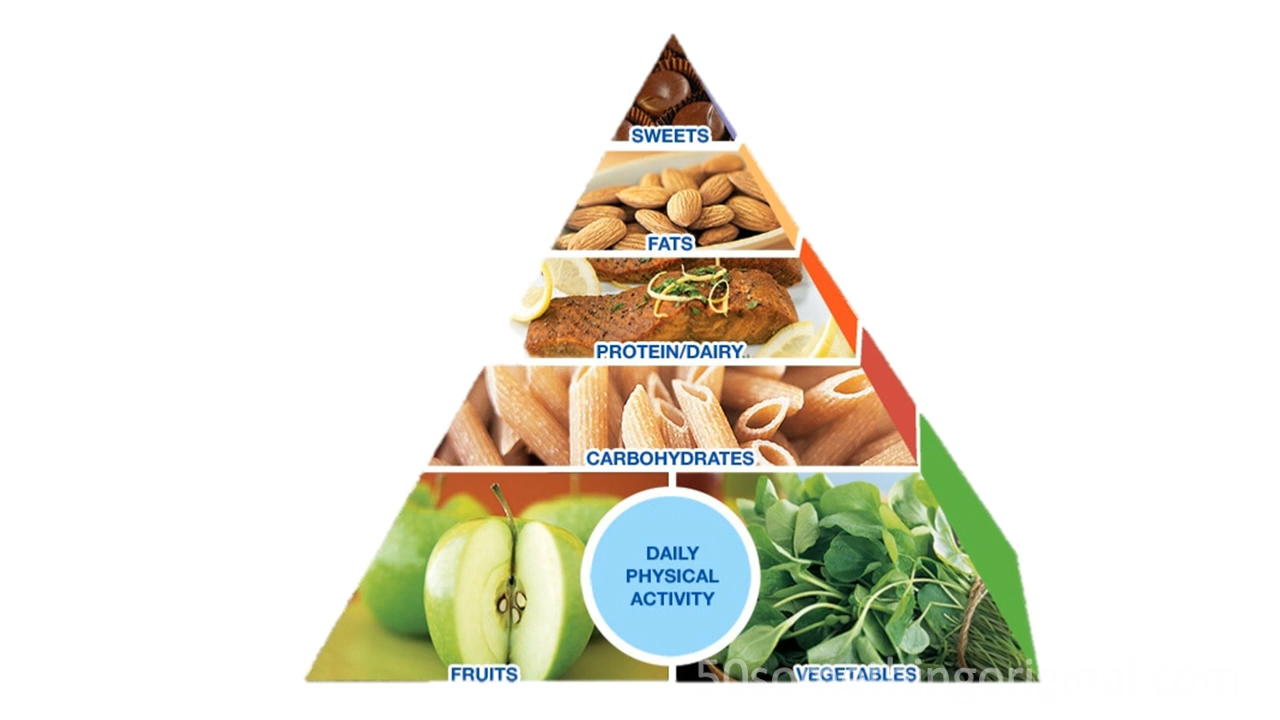 SWEETS
FATS
PROTEIN/DAIRY
CARBOHYDRATES
DAILY
PHYSICAL
ACTIVITY
FRUITS
VEGETABLES